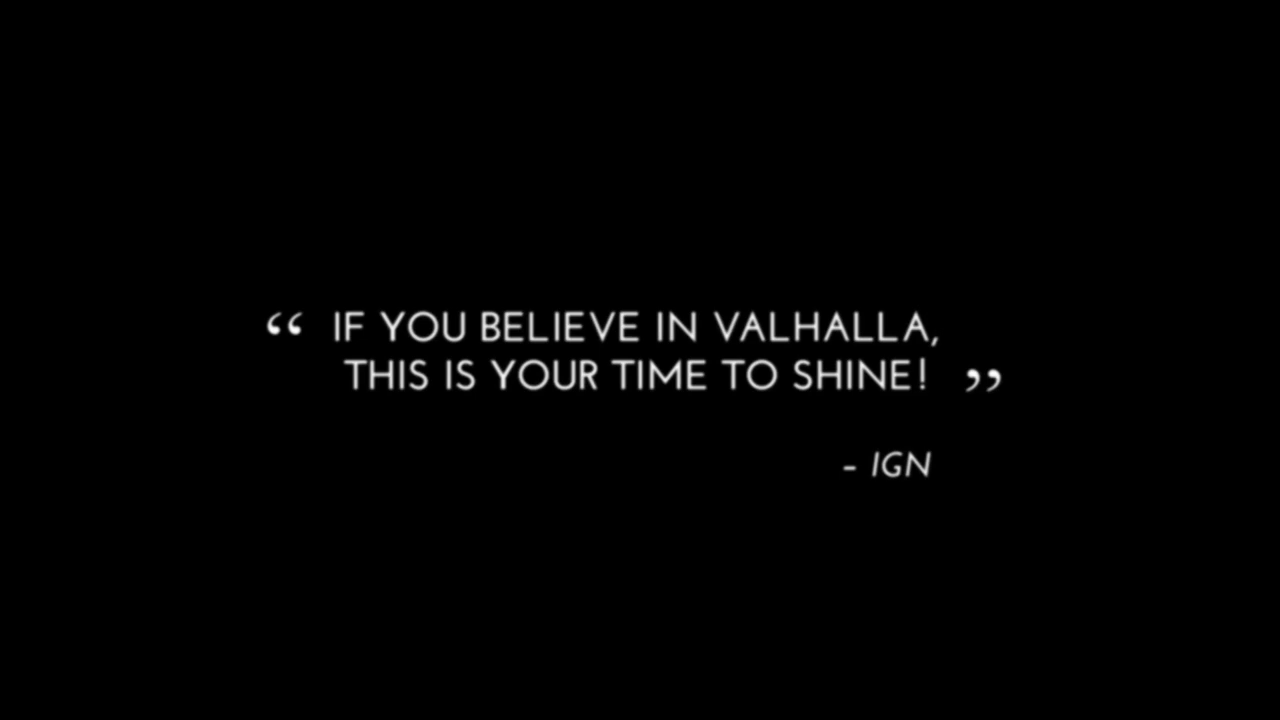 “ IF YOU BELIEVE IN VALHALLA,
THIS IS YOUR TIME TO SHINE! ”
– IGN